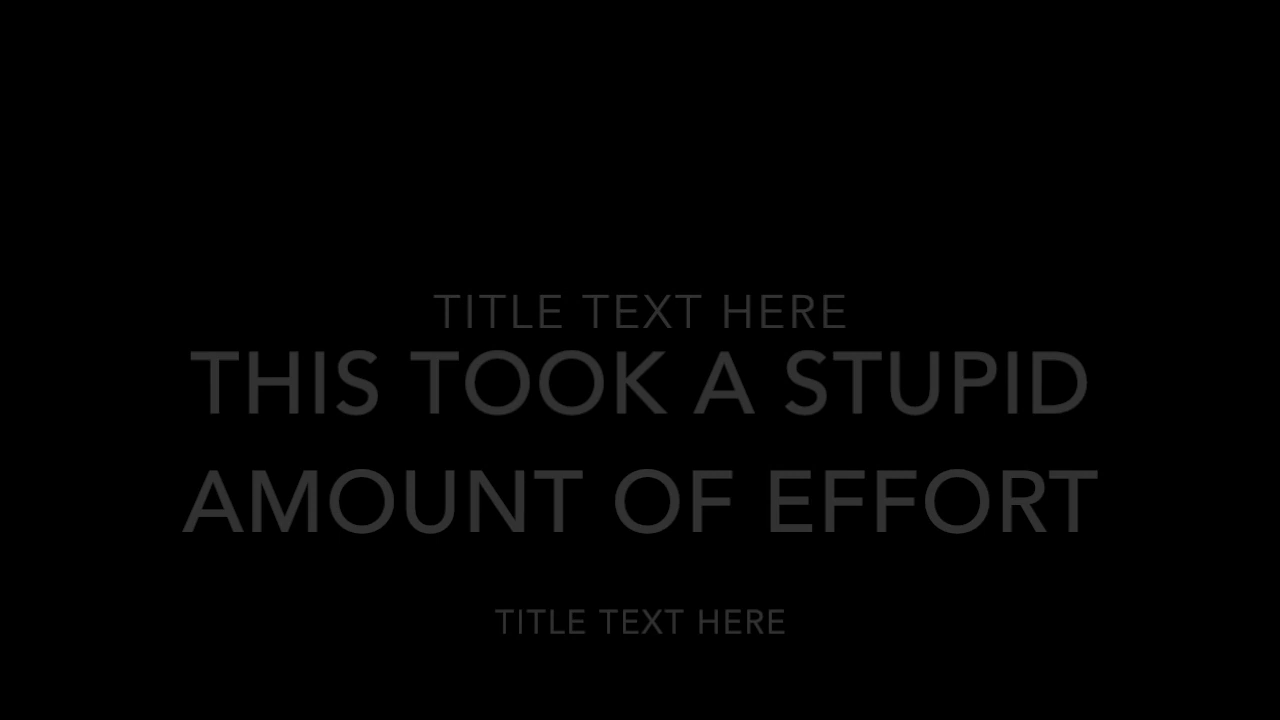 TITLE TEXT HERE
THIS TOOK A STUPID
AMOUNT OF EFFORT
TITLE TEXT HERE